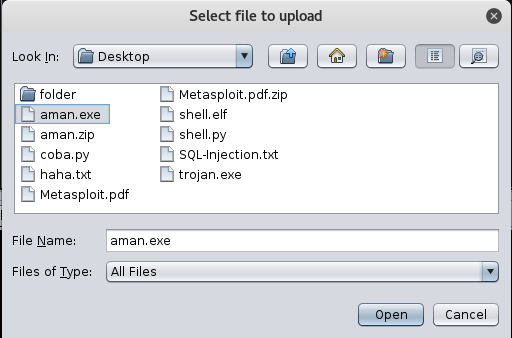 Select file to upload
Look In: Desktop
folder
aman.exe
aman.zip
coba.py
haha.txt
Metasploit.pdf
Metasploit.pdf.zip
shell.elf
shell.py
SQL-Injection.txt
trojan.exe
File Name: aman.exe
Files of Type: All Files
Open Cancel